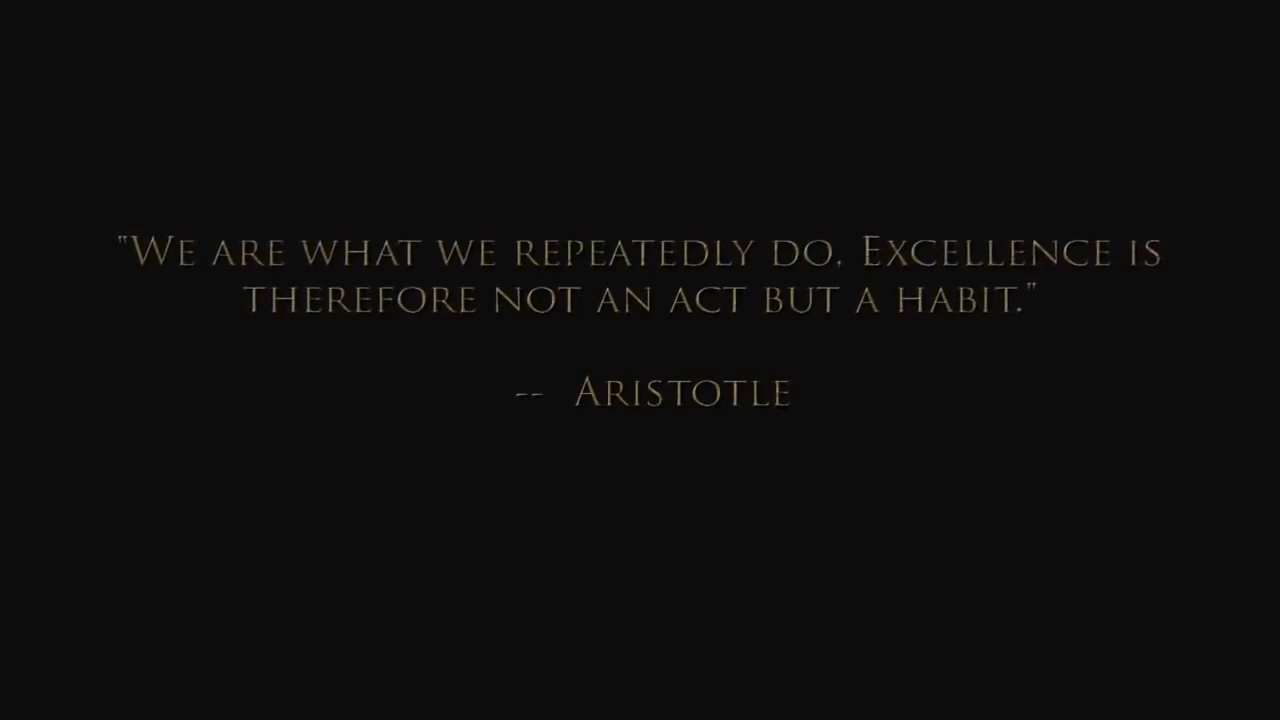 "We are what we repeatedly do. Excellence is
therefore not an act but a habit."
-- Aristotle